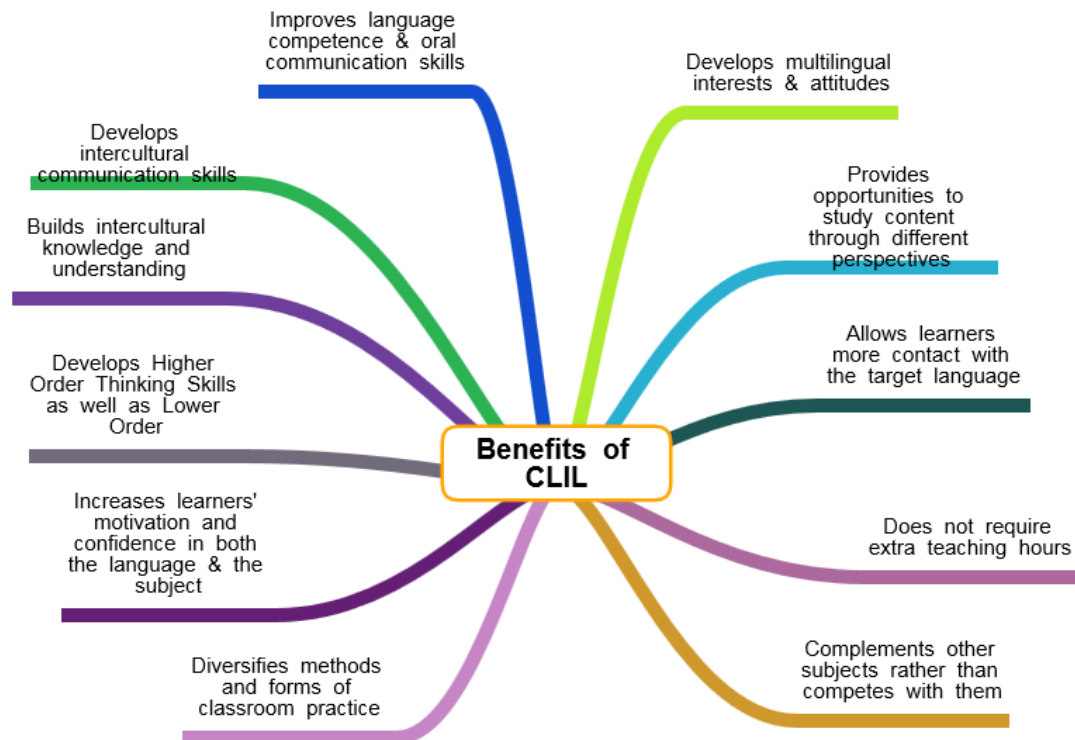 Benefits of
CLIL
Improves language
competence & oral
communication skills
Develops multilingual
interests & attitudes
Develops
intercultural
communication skills
Provides
opportunities to
study content
through different
perspectives
Builds intercultural
knowledge and
understanding
Allows learners
more contact with
the target language
Develops Higher
Order Thinking Skills
as well as Lower
Order
Increases learners'
motivation and
confidence in both
the language & the
subject
Does not require
extra teaching hours
Diversifies methods
and forms of
classroom practice
Complements other
subjects rather than
competes with them